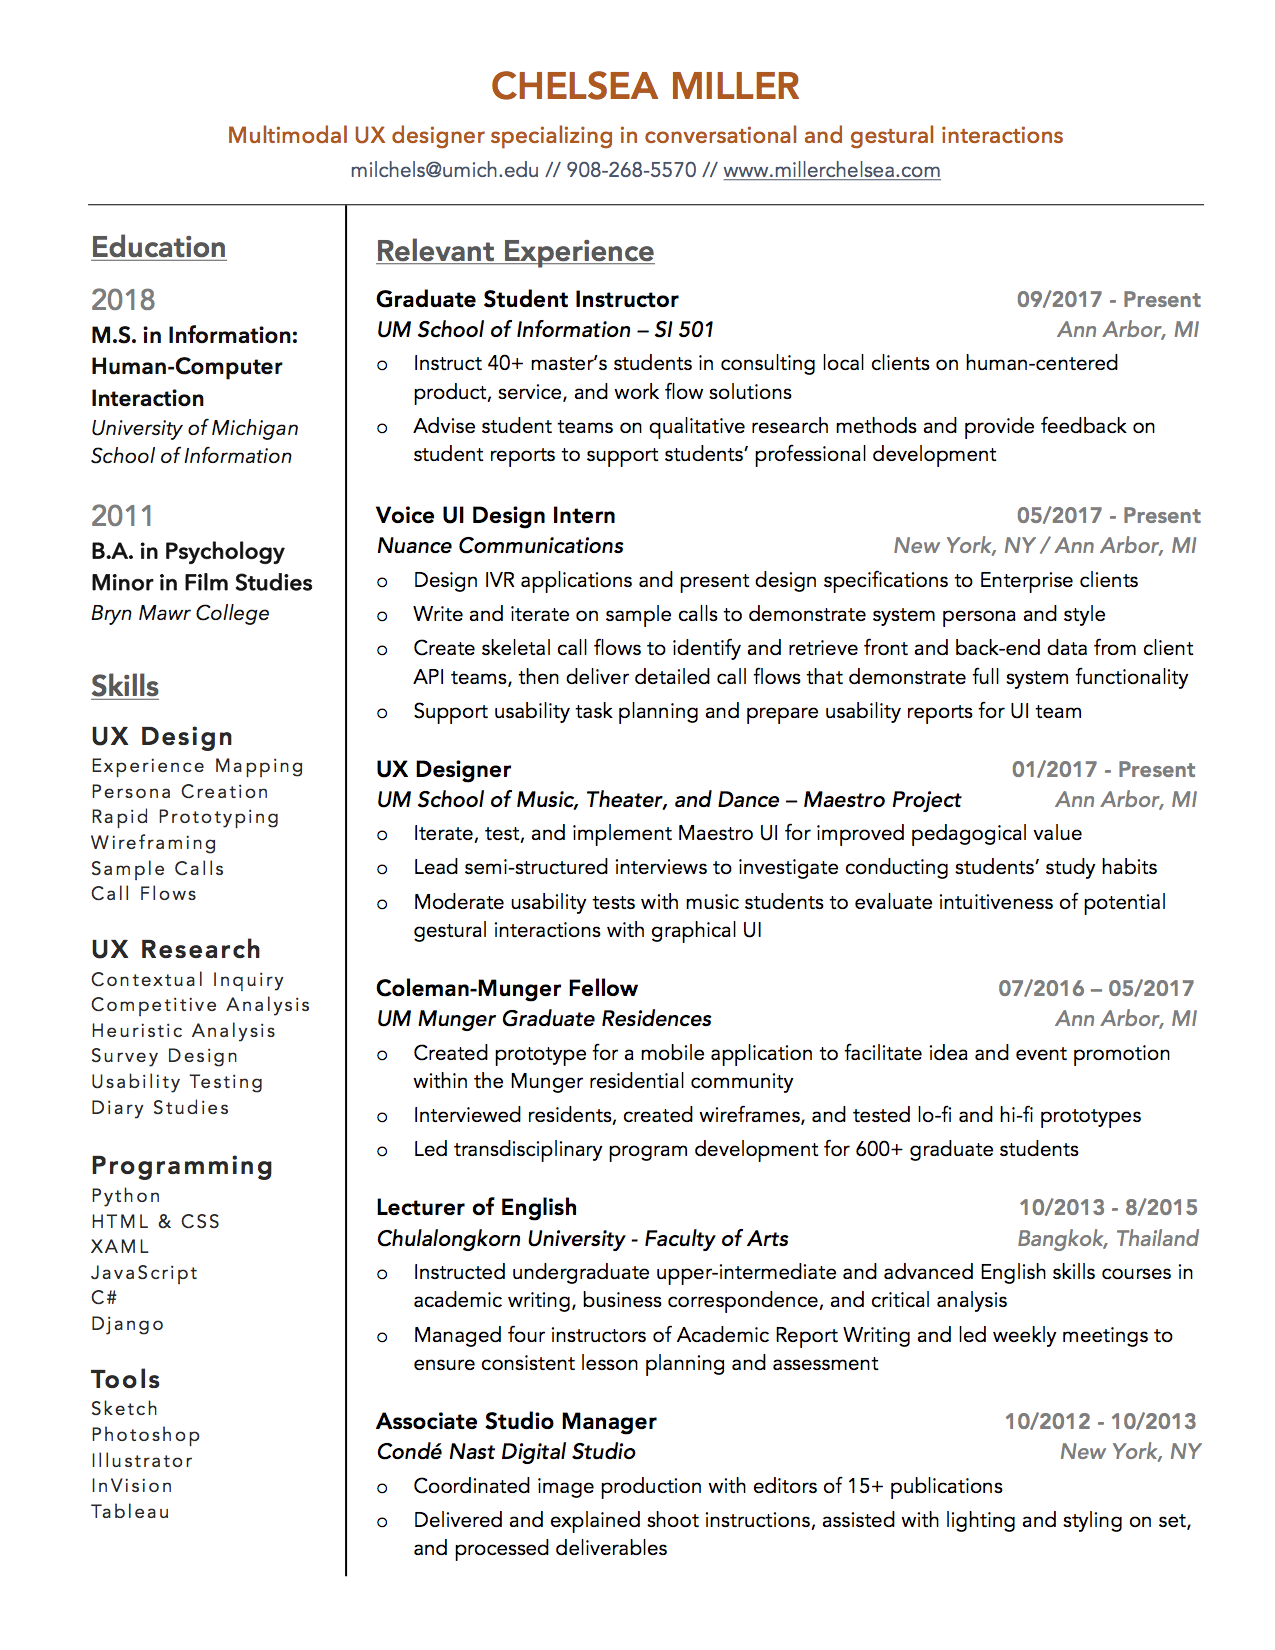 CHELSEA MILLER
Multimodal UX designer specializing in conversational and gestural interactions
milchels@umich.edu // 908-268-5570 // www.millerchelsea.com
Education
2018
M.S. in Information:
Human-Computer
Interaction
University of Michigan
School of Information
2011
B.A. in Psychology
Minor in Film Studies
Bryn Mawr College
Skills
UX Design
Experience Mapping
Persona Creation
Rapid Prototyping
Wireframing
Sample Calls
Call Flows
UX Research
Contextual Inquiry
Competitive Analysis
Heuristic Analysis
Survey Design
Usability Testing
Diary Studies
Programming
Python
HTML & CSS
XAML
JavaScript
C#
Django
Tools
Sketch
Photoshop
Illustrator
InVision
Tableau
Relevant Experience
Graduate Student Instructor 09/2017 - Present
UM School of Information – SI 501 Ann Arbor, MI
o Instruct 40+ master’s students in consulting local clients on human-centered
product, service, and work flow solutions
o Advise student teams on qualitative research methods and provide feedback on
student reports to support students’ professional development
Voice UI Design Intern 05/2017 - Present
Nuance Communications New York, NY / Ann Arbor, MI
o Design IVR applications and present design specifications to Enterprise clients
o Write and iterate on sample calls to demonstrate system persona and style
o Create skeletal call flows to identify and retrieve front and back-end data from client
API teams, then deliver detailed call flows that demonstrate full system functionality
o Support usability task planning and prepare usability reports for UI team
UX Designer 01/2017 - Present
UM School of Music, Theater, and Dance – Maestro Project Ann Arbor, MI
o Iterate, test, and implement Maestro UI for improved pedagogical value
o Lead semi-structured interviews to investigate conducting students’ study habits
o Moderate usability tests with music students to evaluate intuitiveness of potential
gestural interactions with graphical UI
Coleman-Munger Fellow 07/2016 – 05/2017
UM Munger Graduate Residences Ann Arbor, MI
o Created prototype for a mobile application to facilitate idea and event promotion
within the Munger residential community
o Interviewed residents, created wireframes, and tested lo-fi and hi-fi prototypes
o Led transdisciplinary program development for 600+ graduate students
Lecturer of English 10/2013 - 8/2015
Chulalongkorn University - Faculty of Arts Bangkok, Thailand
o Instructed undergraduate upper-intermediate and advanced English skills courses in
academic writing, business correspondence, and critical analysis
o Managed four instructors of Academic Report Writing and led weekly meetings to
ensure consistent lesson planning and assessment
Associate Studio Manager 10/2012 - 10/2013
Condé Nast Digital Studio New York, NY
o Coordinated image production with editors of 15+ publications
o Delivered and explained shoot instructions, assisted with lighting and styling on set,
and processed deliverables